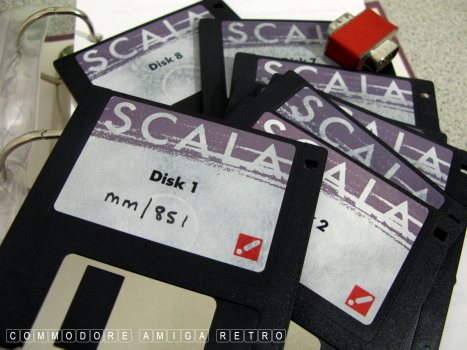 SCALA
Disk 8
SCALA
SCALA
Disk 1
mm/851
SCALA
2
COMMODORE AMIGA RETRO